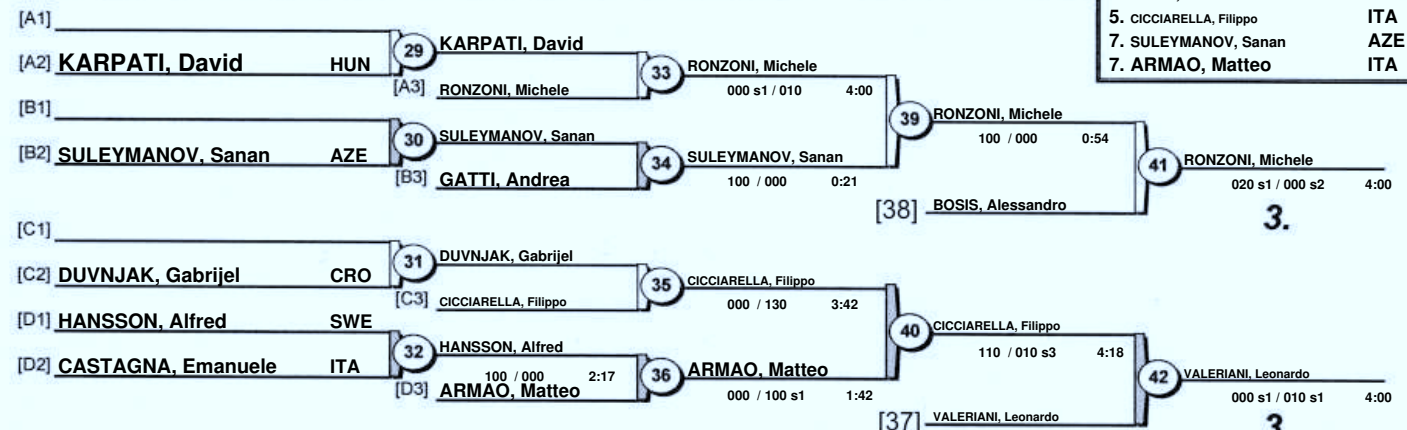 5. CICCIARELLA, Filippo ITA
7. SULEYMANOV, Sanan AZE
7. ARMAO, Matteo ITA
[A1]
[A2] KARPATI, David HUN
29 KARPATI, David
[A3] RONZONI, Michele
33 RONZONI, Michele
000 s1 / 010 4:00
[B1]
[B2] SULEYMANOV, Sanan AZE
30 SULEYMANOV, Sanan
[B3] GATTI, Andrea
34 SULEYMANOV, Sanan
100 / 000 0:21
39 RONZONI, Michele
100 / 000 0:54
[38] BOSIS, Alessandro
41 RONZONI, Michele
020 s1 / 000 s2 4:00
3.
[C1]
[C2] DUVNJAK, Gabrijel CRO
31 DUVNJAK, Gabrijel
[C3] CICCIARELLA, Filippo
35 CICCIARELLA, Filippo
000 / 130 3:42
[D1] HANSSON, Alfred SWE
[D2] CASTAGNA, Emanuele ITA
32 HANSSON, Alfred
100 / 000 2:17
[D3] ARMAO, Matteo
36 ARMAO, Matteo
000 / 100 s1 1:42
40 CICCIARELLA, Filippo
110 / 010 s3 4:18
[37] VALERIANI, Leonardo
42 VALERIANI, Leonardo
000 s1 / 010 s1 4:00
3.